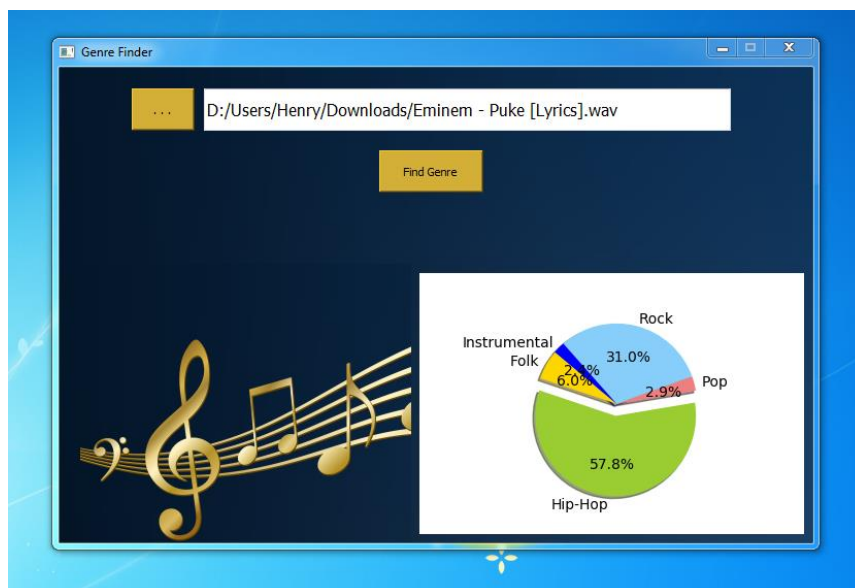 Genre Finder
...
D:/Users/Henry/Downloads/Eminem - Puke [Lyrics].wav
Find Genre
Rock
Instrumental
31.0%
Folk
6.0%
Pop
2.9%
57.8%
Hip-Hop